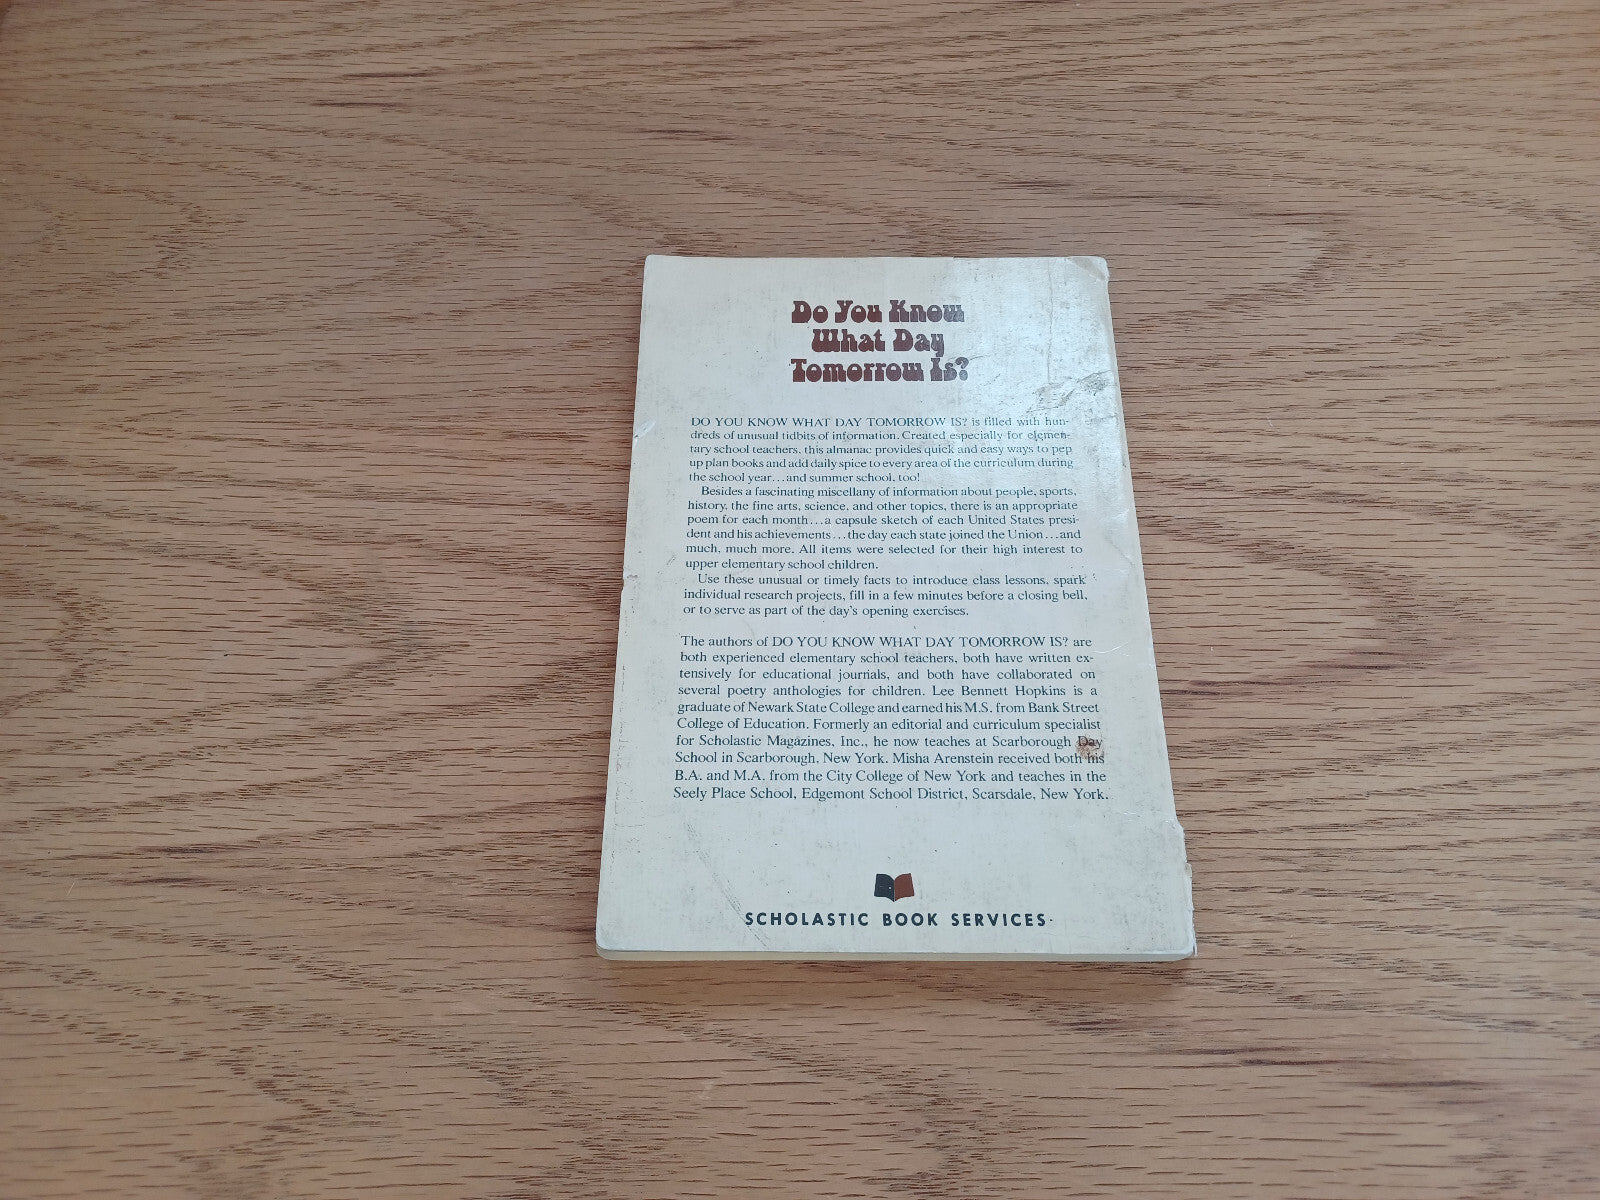 Do You Know
What Day
Tomorrow Is?
DO YOU KNOW WHAT DAY TOMORROW IS? is filled with hun-
dreds of unusual tidbits of information. Created especially for elemen-
tary school teachers, this almanac provides quick and easy ways to pep
up plan books and add daily spice to every area of the curriculum during
the school year...and summer school, too!
Besides a fascinating miscellany of information about people, sports,
history, the fine arts, science, and other topics, there is an appropriate
poem for each month...a capsule sketch of each United States presi-
dent and his achievements...the day each state joined the Union...and
much, much more. All items were selected for their high interest to
upper elementary school children.
Use these unusual or timely facts to introduce class lessons, spark
individual research projects, fill in a few minutes before a closing bell,
or to serve as part of the day's opening exercises.
The authors of DO YOU KNOW WHAT DAY TOMORROW IS? are
both experienced elementary school teachers, both have written ex-
tensively for educational journals, and both have collaborated on
several poetry anthologies for children. Lee Bennett Hopkins is a
graduate of Newark State College and earned his M.S. from Bank Street
College of Education. Formerly an editorial and curriculum specialist
for Scholastic Magazines, Inc., he now teaches at Scarborough Day
School in Scarborough, New York. Misha Arenstein received both his
B.A. and M.A. from the City College of New York and teaches in the
Seely Place School, Edgemont School District, Scarsdale, New York.
SCHOLASTIC BOOK SERVICES